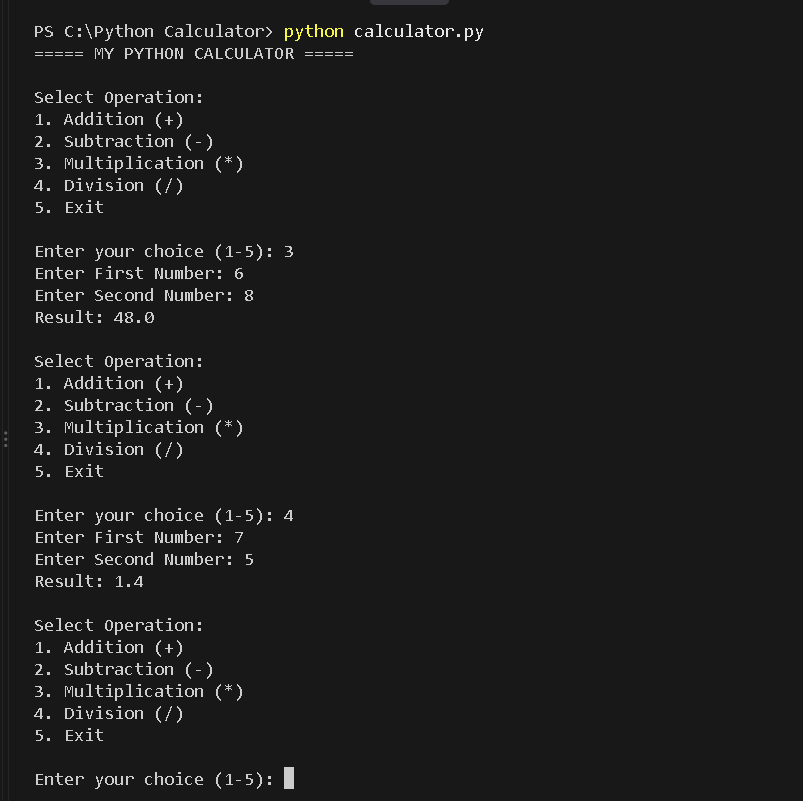 PS C:\Python Calculator> python calculator.py
===== MY PYTHON CALCULATOR =====
Select Operation:
1. Addition (+)
2. Subtraction (-)
3. Multiplication (*)
4. Division (/)
5. Exit
Enter your choice (1-5): 3
Enter First Number: 6
Enter Second Number: 8
Result: 48.0
Select Operation:
1. Addition (+)
2. Subtraction (-)
3. Multiplication (*)
4. Division (/)
5. Exit
Enter your choice (1-5): 4
Enter First Number: 7
Enter Second Number: 5
Result: 1.4
Select Operation:
1. Addition (+)
2. Subtraction (-)
3. Multiplication (*)
4. Division (/)
5. Exit
Enter your choice (1-5):